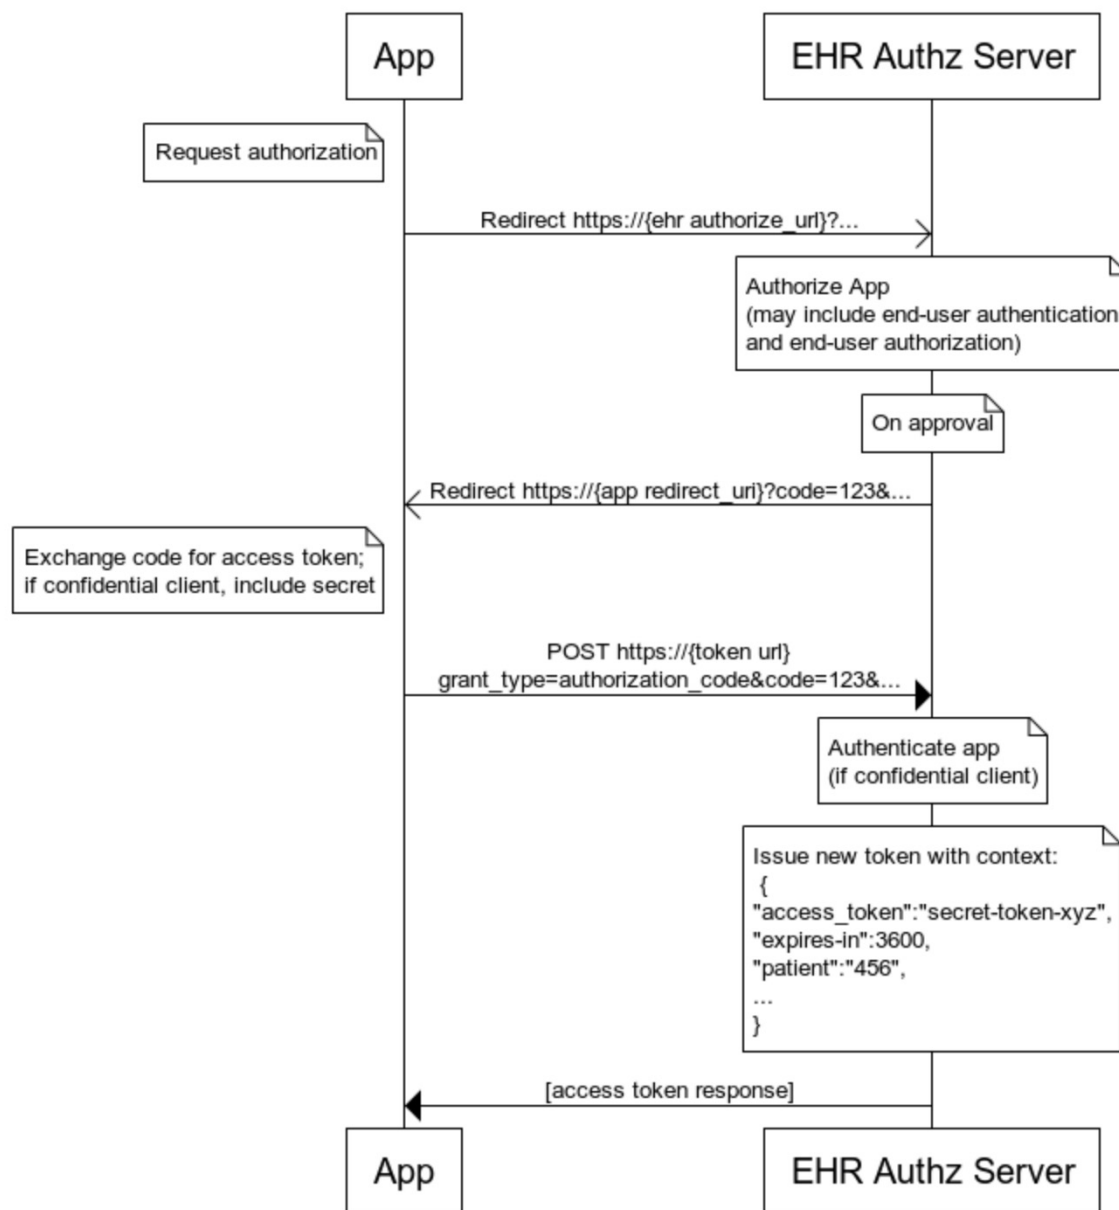 App
EHR Authz Server
Request authorization
Redirect https://{ehr authorize_url}?...
Authorize App
(may include end-user authentication
and end-user authorization)
On approval
Redirect https://{app redirect_uri}?code=123&...
Exchange code for access token;
if confidential client, include secret
POST https://{token url}
grant_type=authorization_code&code=123&...
Authenticate app
(if confidential client)
Issue new token with context:
{
"access_token":"secret-token-xyz",
"expires-in":3600,
"patient":"456",
...
}
[access token response]
App
EHR Authz Server